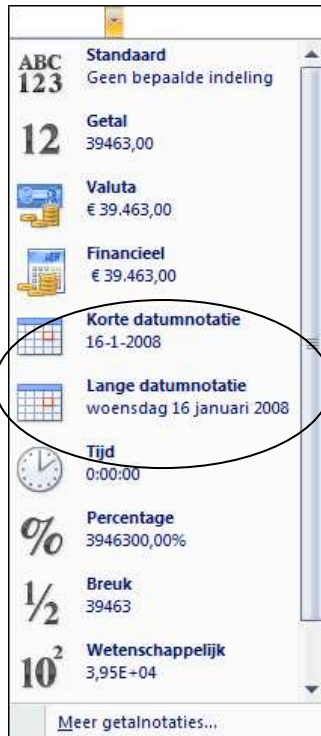 ABC
123
Standaard
Geen bepaalde indeling
12
Getal
39463,00
Valuta
€ 39.463,00
Financieel
€ 39.463,00
Korte datumnotatie
16-1-2008
Lange datumnotatie
woensdag 16 januari 2008
Tijd
0:00:00
%
Percentage
3946300,00%
1/2
Breuk
39463
10²
Wetenschappelijk
3,95E+04
Meer getalnotaties...